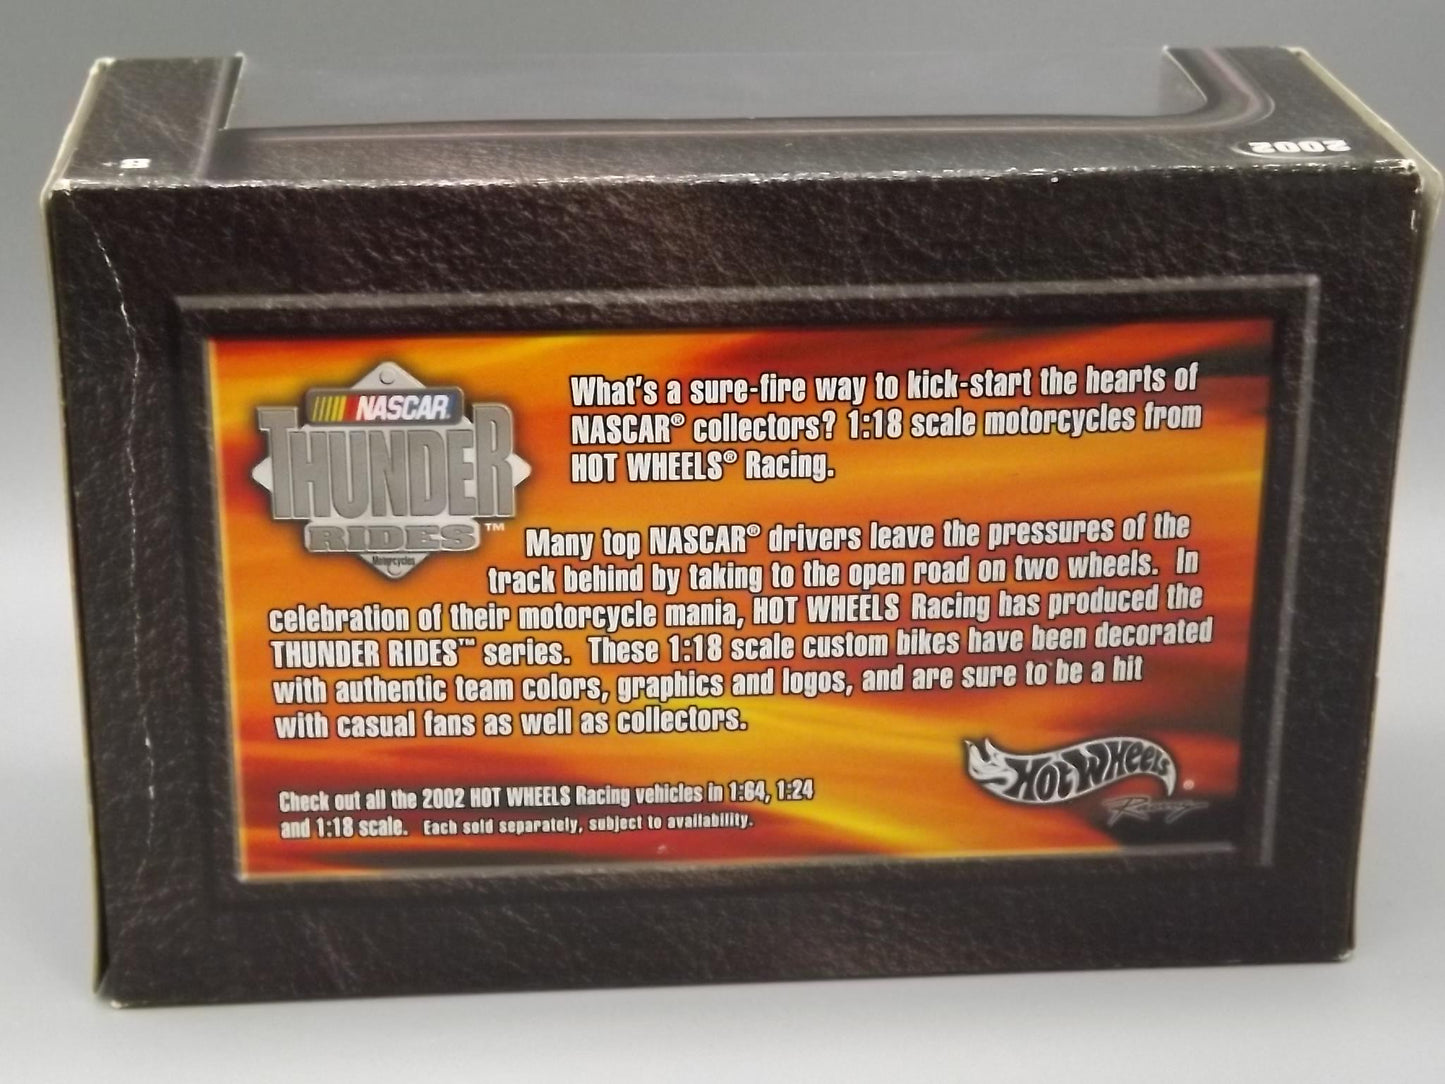 8+
2002
NASCAR
THUNDER
RIDES™
Motorcycles
What's a sure-fire way to kick-start the hearts of
NASCAR® collectors? 1:18 scale motorcycles from
HOT WHEELS® Racing.
Many top NASCAR® drivers leave the pressures of the
track behind by taking to the open road on two wheels. In
celebration of their motorcycle mania, HOT WHEELS Racing has produced the
THUNDER RIDES™ series. These 1:18 scale custom bikes have been decorated
with authentic team colors, graphics and logos, and are sure to be a hit
with casual fans as well as collectors.
Check out all the 2002 HOT WHEELS Racing vehicles in 1:64, 1:24
and 1:18 scale. Each sold separately, subject to availability.
Hot Wheels®
Racing